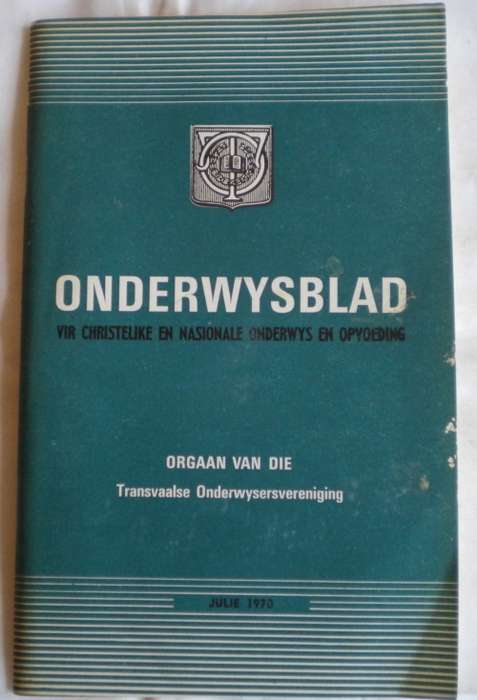 ONDERWYSBLAD
VIR CHRISTELIKE EN NASIONALE ONDERWYS EN OPVOEDING
ORGAAN VAN DIE
Transvaalse Onderwysersvereniging
JULIE 1970